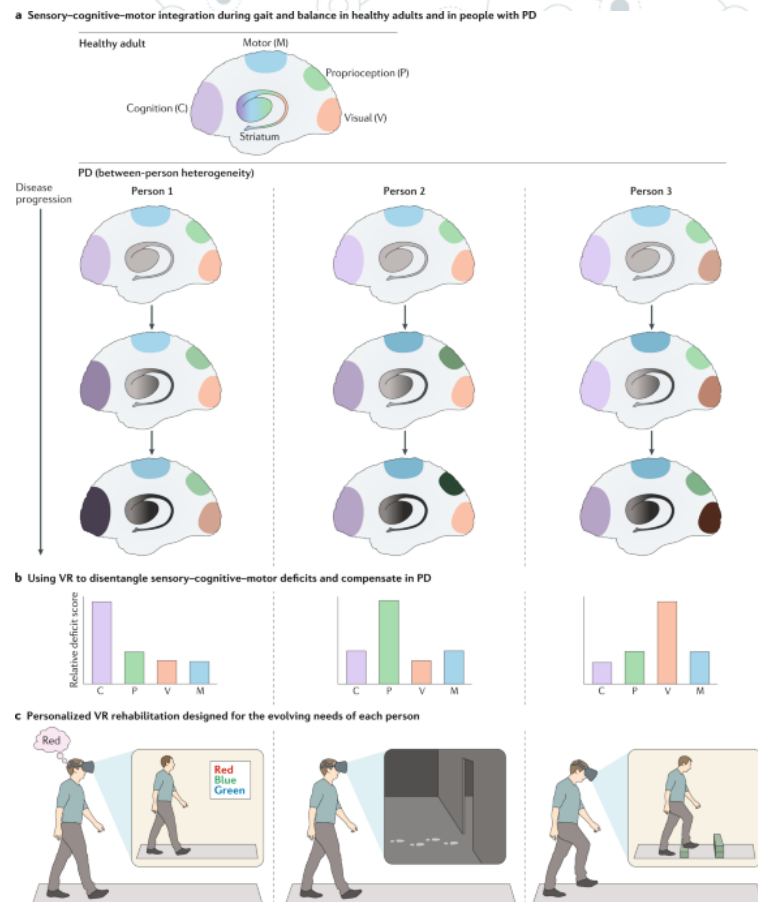 a Sensory–cognitive–motor integration during gait and balance in healthy adults and in people with PD
Healthy adult
Motor (M)
Proprioception (P)
Cognition (C)
Visual (V)
Striatum
PD (between-person heterogeneity)
Disease
progression
Person 1
Person 2
Person 3
b Using VR to disentangle sensory–cognitive–motor deficits and compensate in PD
Relative deficit score
C P V M
C P V M
C P V M
c Personalized VR rehabilitation designed for the evolving needs of each person
Red
Red
Blue
Green